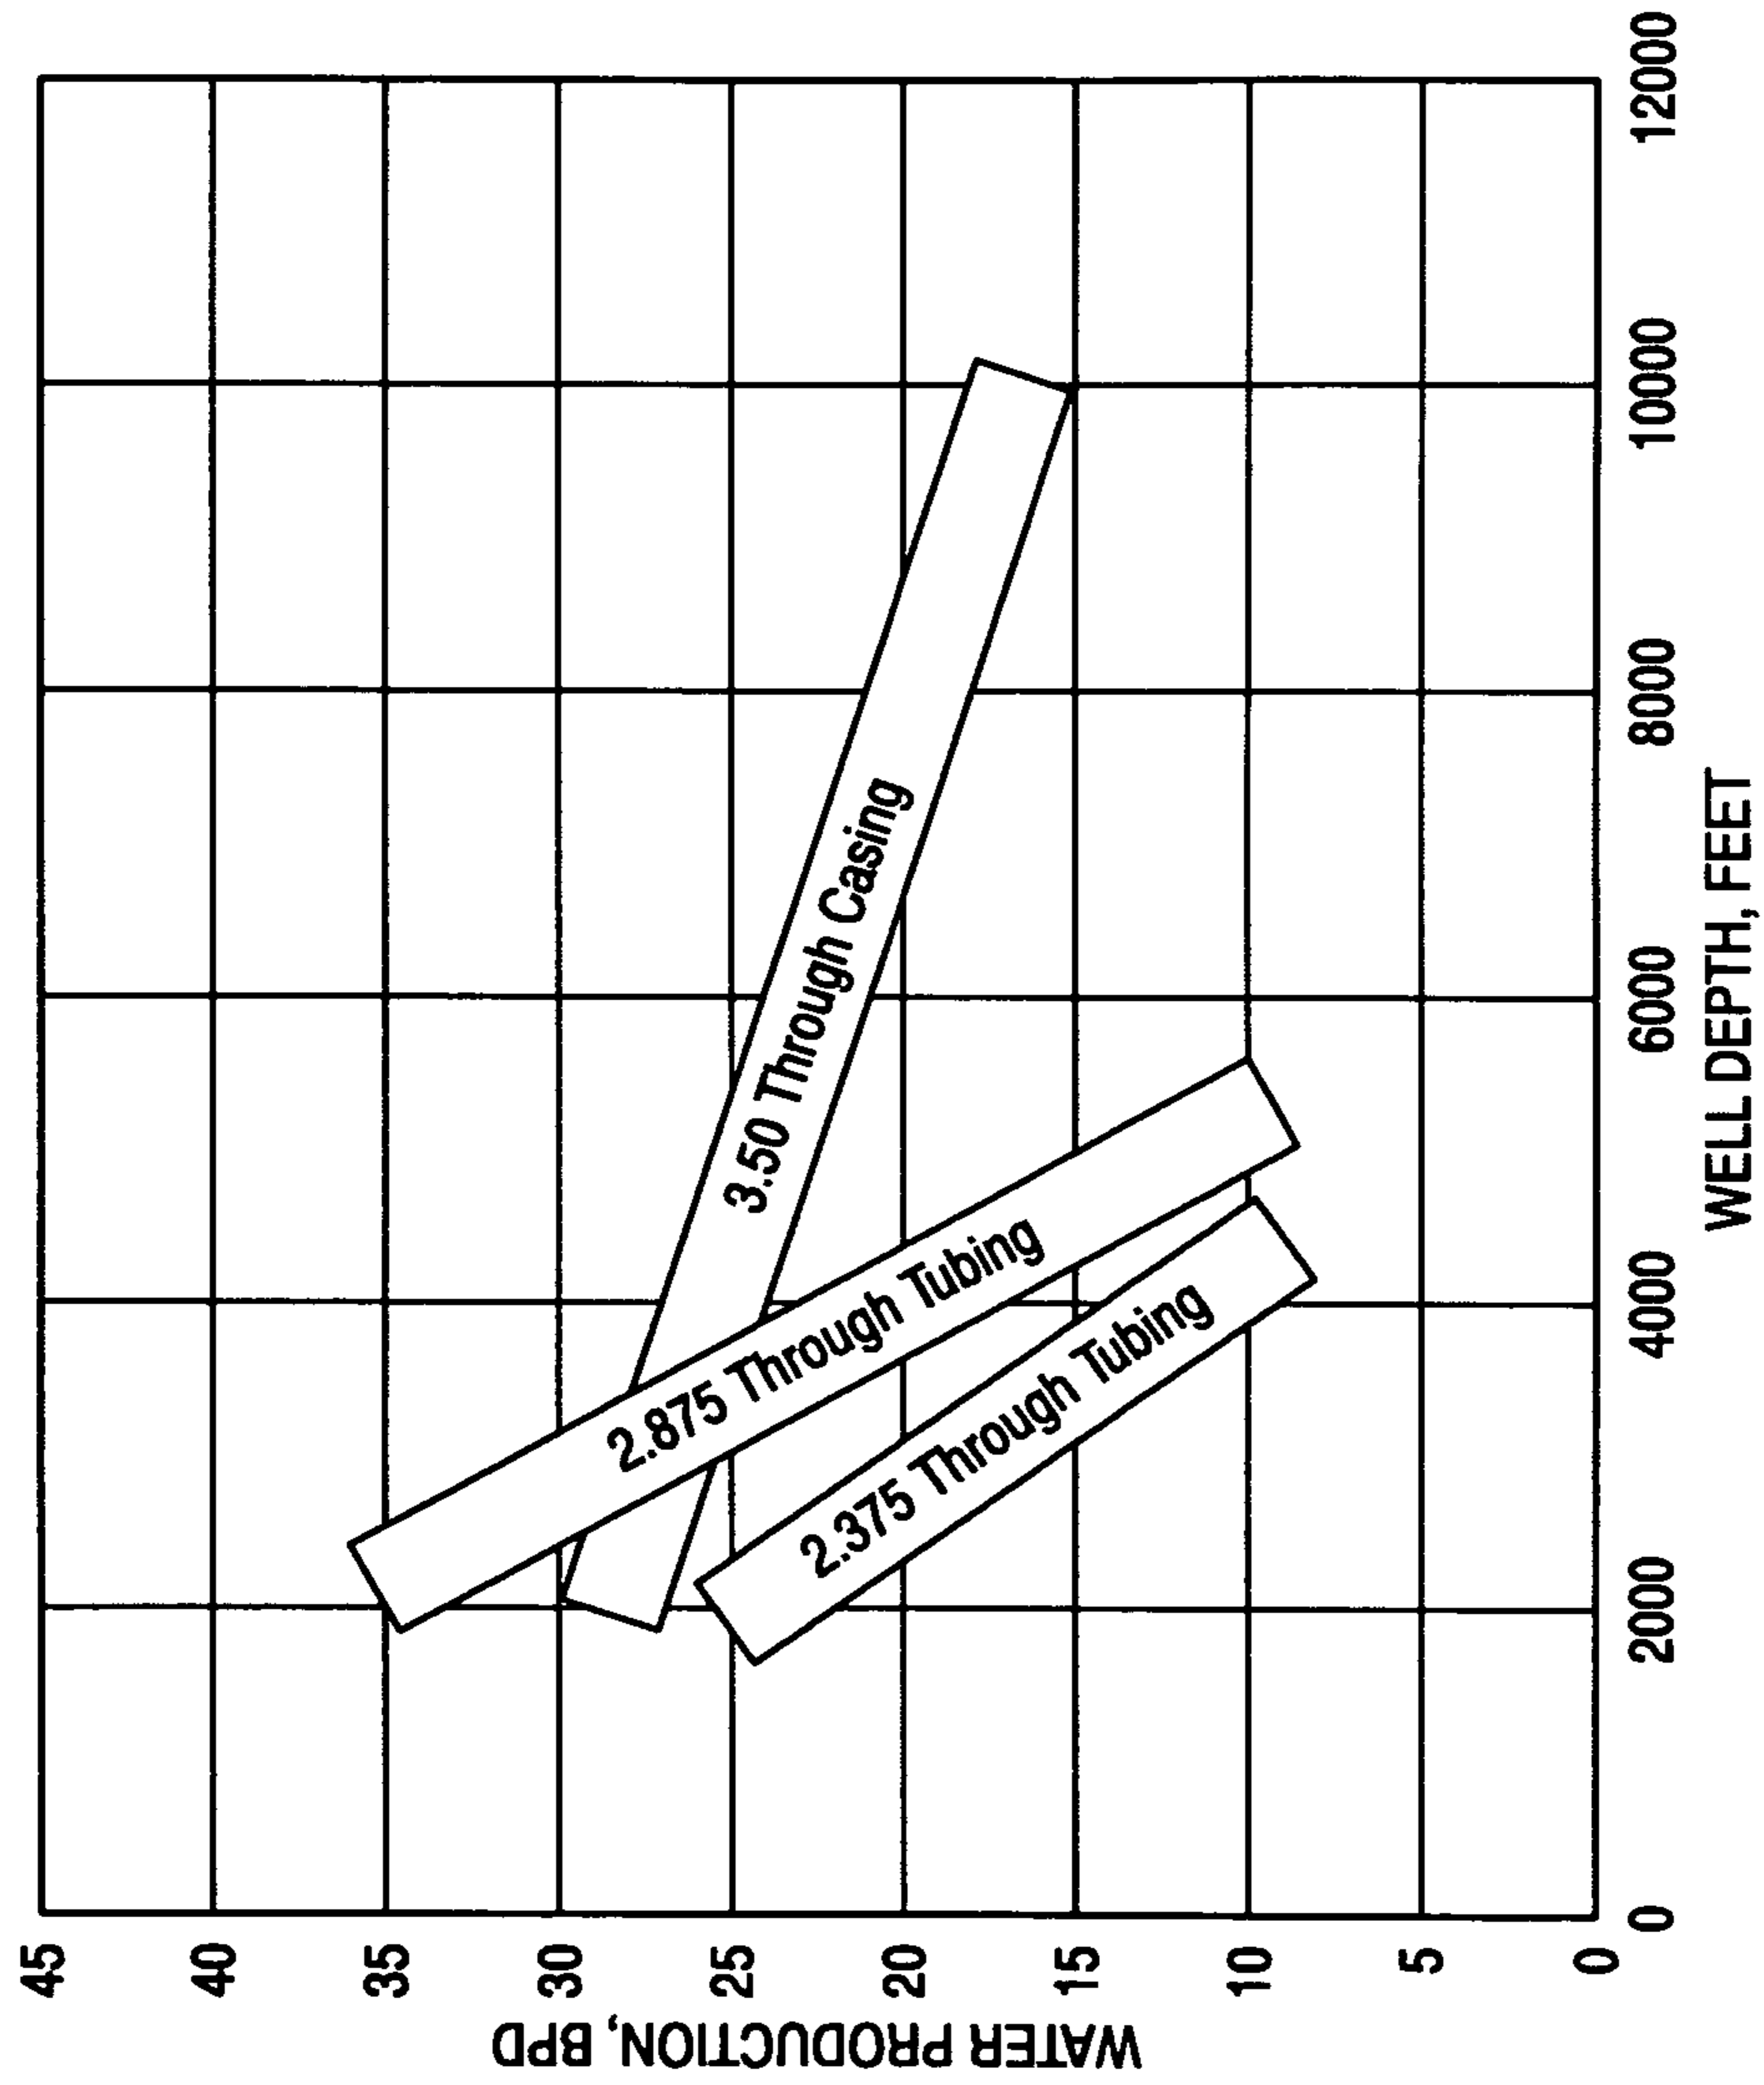 WATER PRODUCTION, BPD
45
40
35
30
25
20
15
10
5
0
3.50 Through Casing
2.875 Through Tubing
2.375 Through Tubing
0 2000 4000 6000 8000 10000 12000
WELL DEPTH, FEET